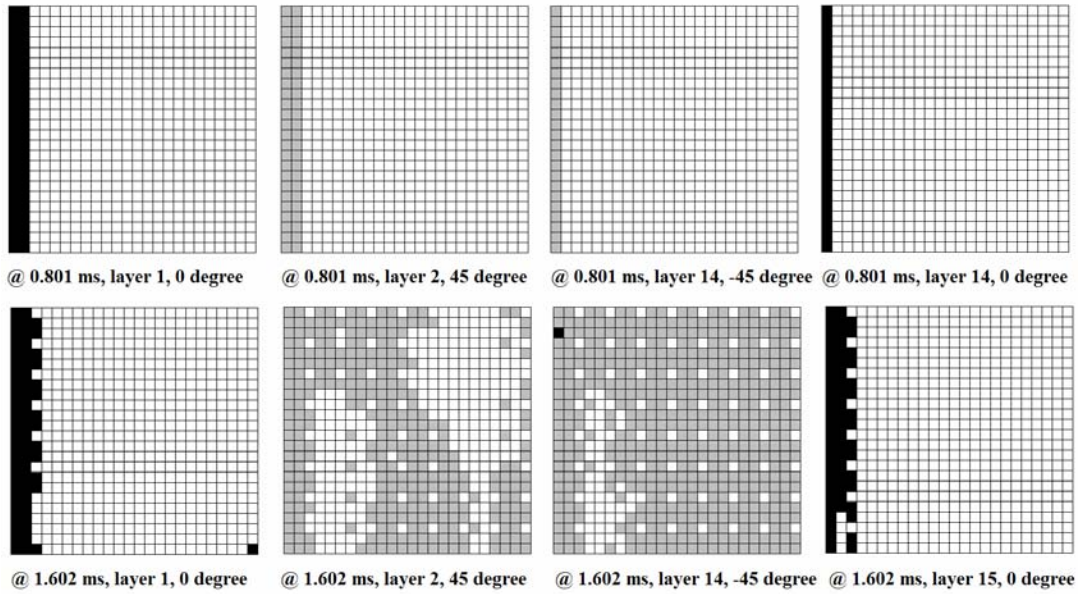 @ 0.801 ms, layer 1, 0 degree
@ 0.801 ms, layer 2, 45 degree
@ 0.801 ms, layer 14, -45 degree
@ 0.801 ms, layer 14, 0 degree
@ 1.602 ms, layer 1, 0 degree
@ 1.602 ms, layer 2, 45 degree
@ 1.602 ms, layer 14, -45 degree
@ 1.602 ms, layer 15, 0 degree